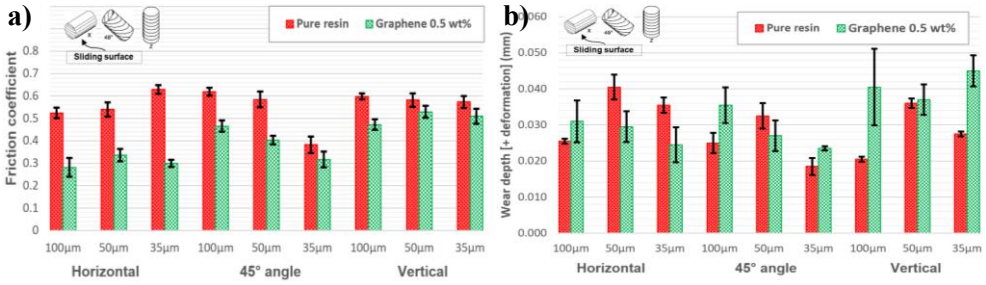 a)
X
45°
Z
Sliding surface
Pure resin
Graphene 0.5 wt%
Friction coefficient
0.8
0.7
0.6
0.5
0.4
0.3
0.2
0.1
0
100µm 50µm 35µm 100µm 50µm 35µm 100µm 50µm 35µm
Horizontal 45° angle Vertical
b)
X
45°
Z
Sliding surface
Pure resin
Graphene 0.5 wt%
Wear depth [+ deformation] (mm)
0.060
0.050
0.040
0.030
0.020
0.010
0.000
100µm 50µm 35µm 100µm 50µm 35µm 100µm 50µm 35µm
Horizontal 45° angle Vertical